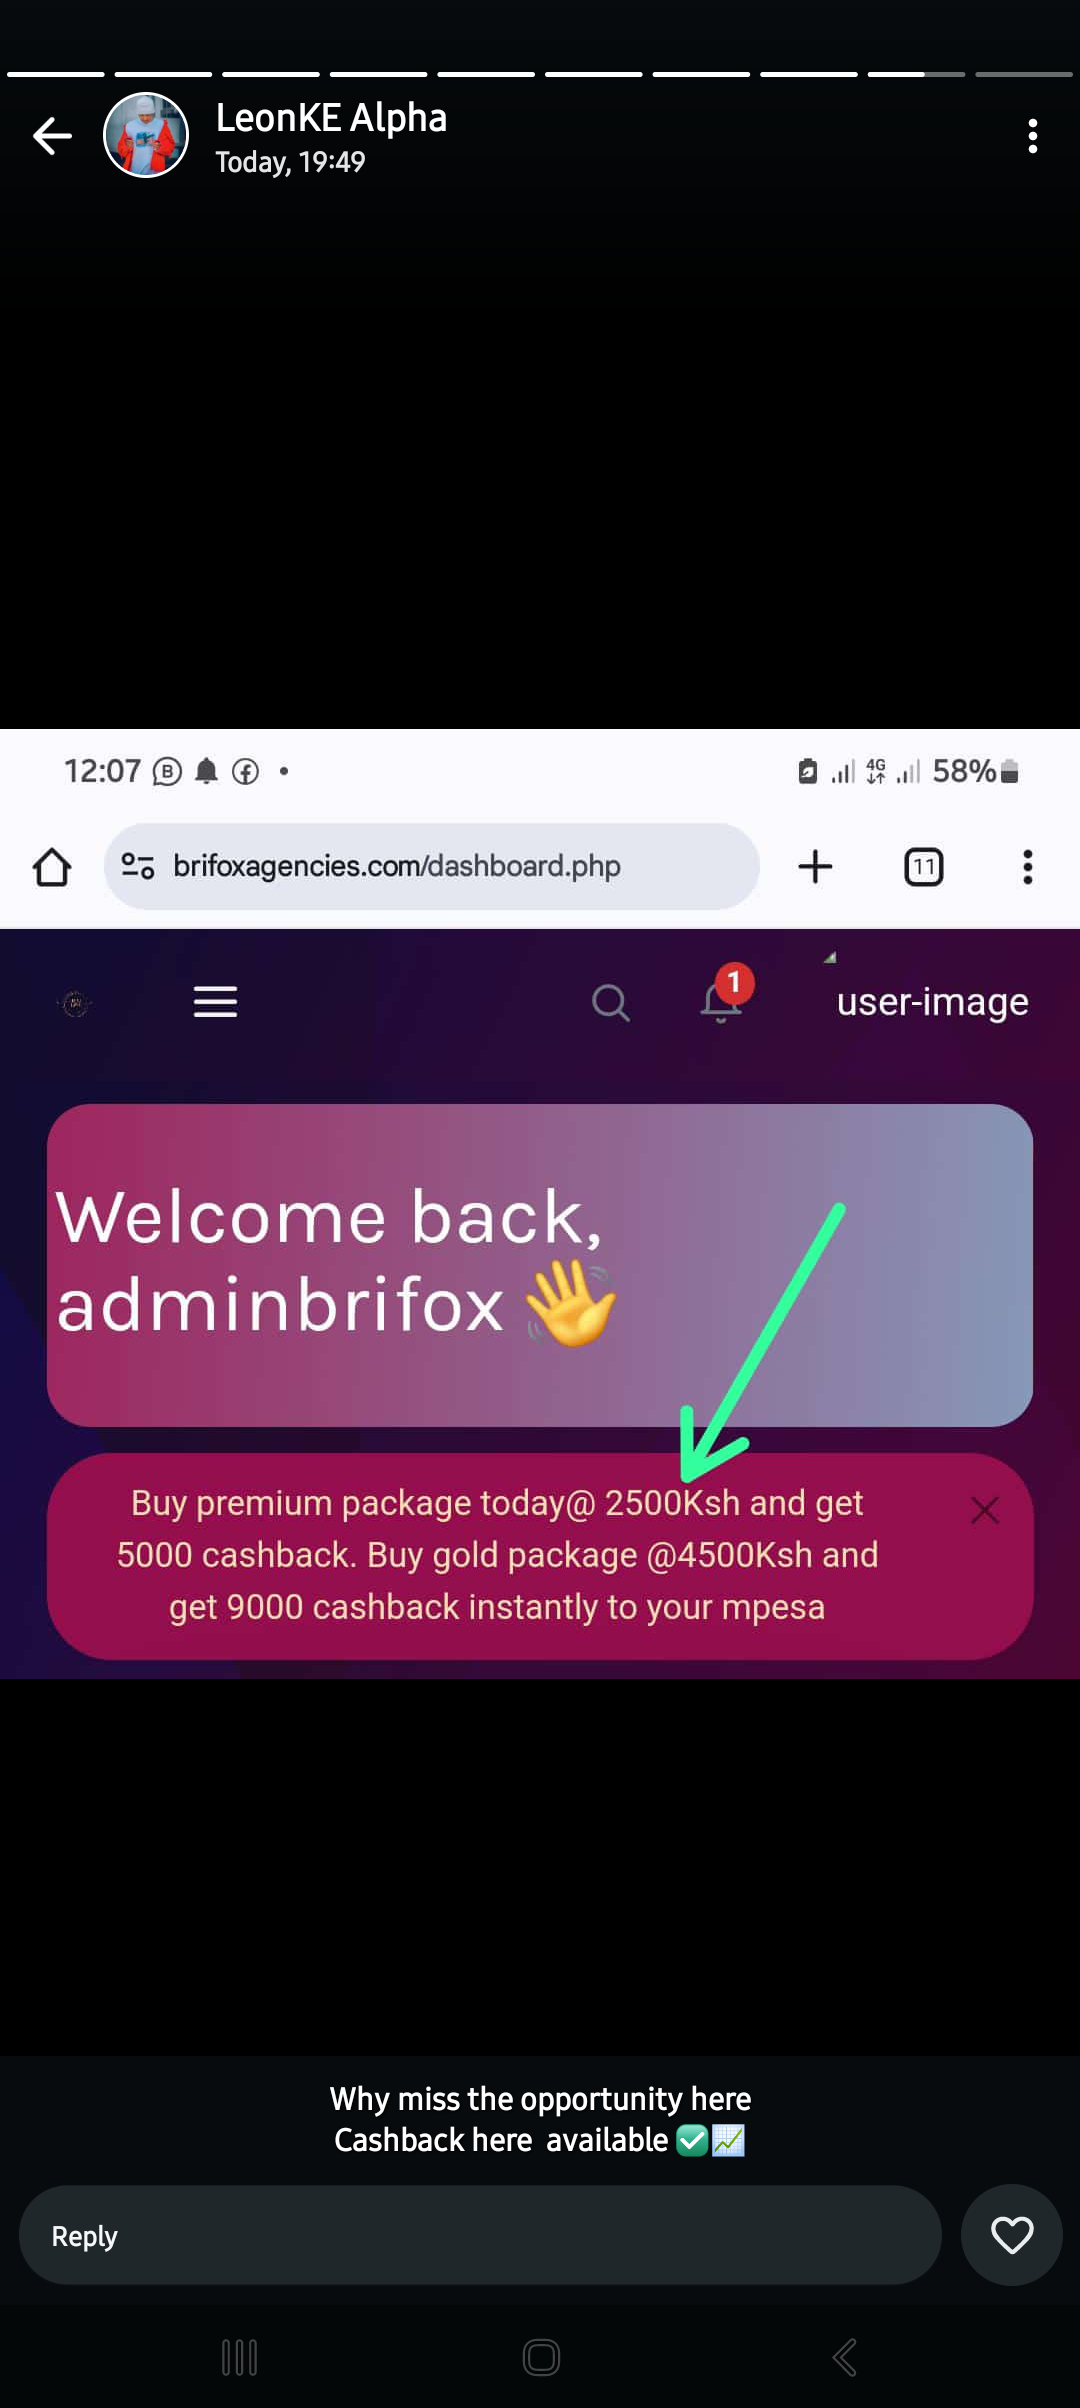 LeonKE Alpha
Today, 19:49
12:07
4G
58%
brifoxagencies.com/dashboard.php
11
1
user-image
Welcome back,
adminbrifox 👋
Buy premium package today@ 2500Ksh and get
5000 cashback. Buy gold package @4500Ksh and
get 9000 cashback instantly to your mpesa
Why miss the opportunity here
Cashback here  available ✅📈
Reply